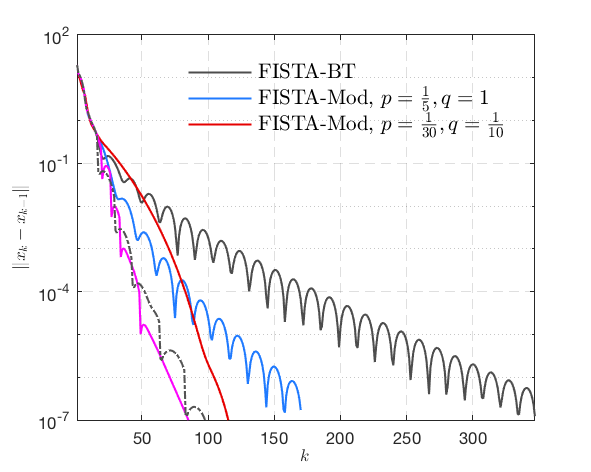 10^2
FISTA-BT
FISTA-Mod, p = 1/5, q = 1
FISTA-Mod, p = 1/30, q = 1/10
10^-1
||x_k − x_{k−1}||
10^-4
10^-7
50 100 150 200 250 300
k